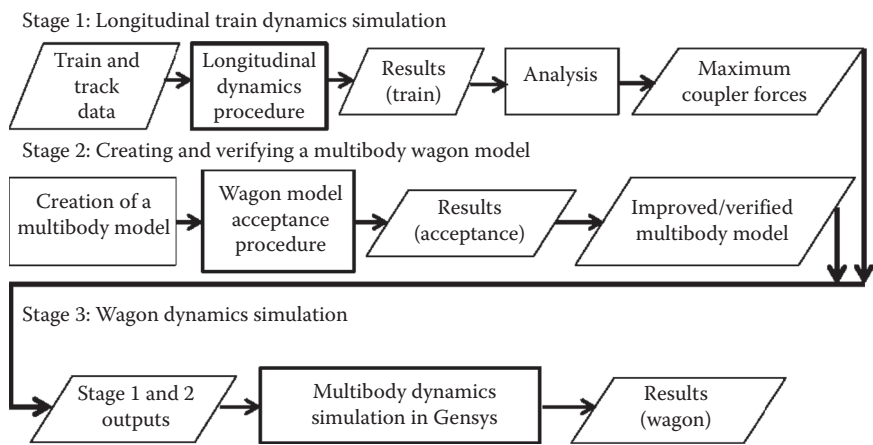 Stage 1: Longitudinal train dynamics simulation
Train and
track
data
Longitudinal
dynamics
procedure
Results
(train)
Analysis
Maximum
coupler forces
Stage 2: Creating and verifying a multibody wagon model
Creation of a
multibody model
Wagon model
acceptance
procedure
Results
(acceptance)
Improved/verified
multibody model
Stage 3: Wagon dynamics simulation
Stage 1 and 2
outputs
Multibody dynamics
simulation in Gensys
Results
(wagon)